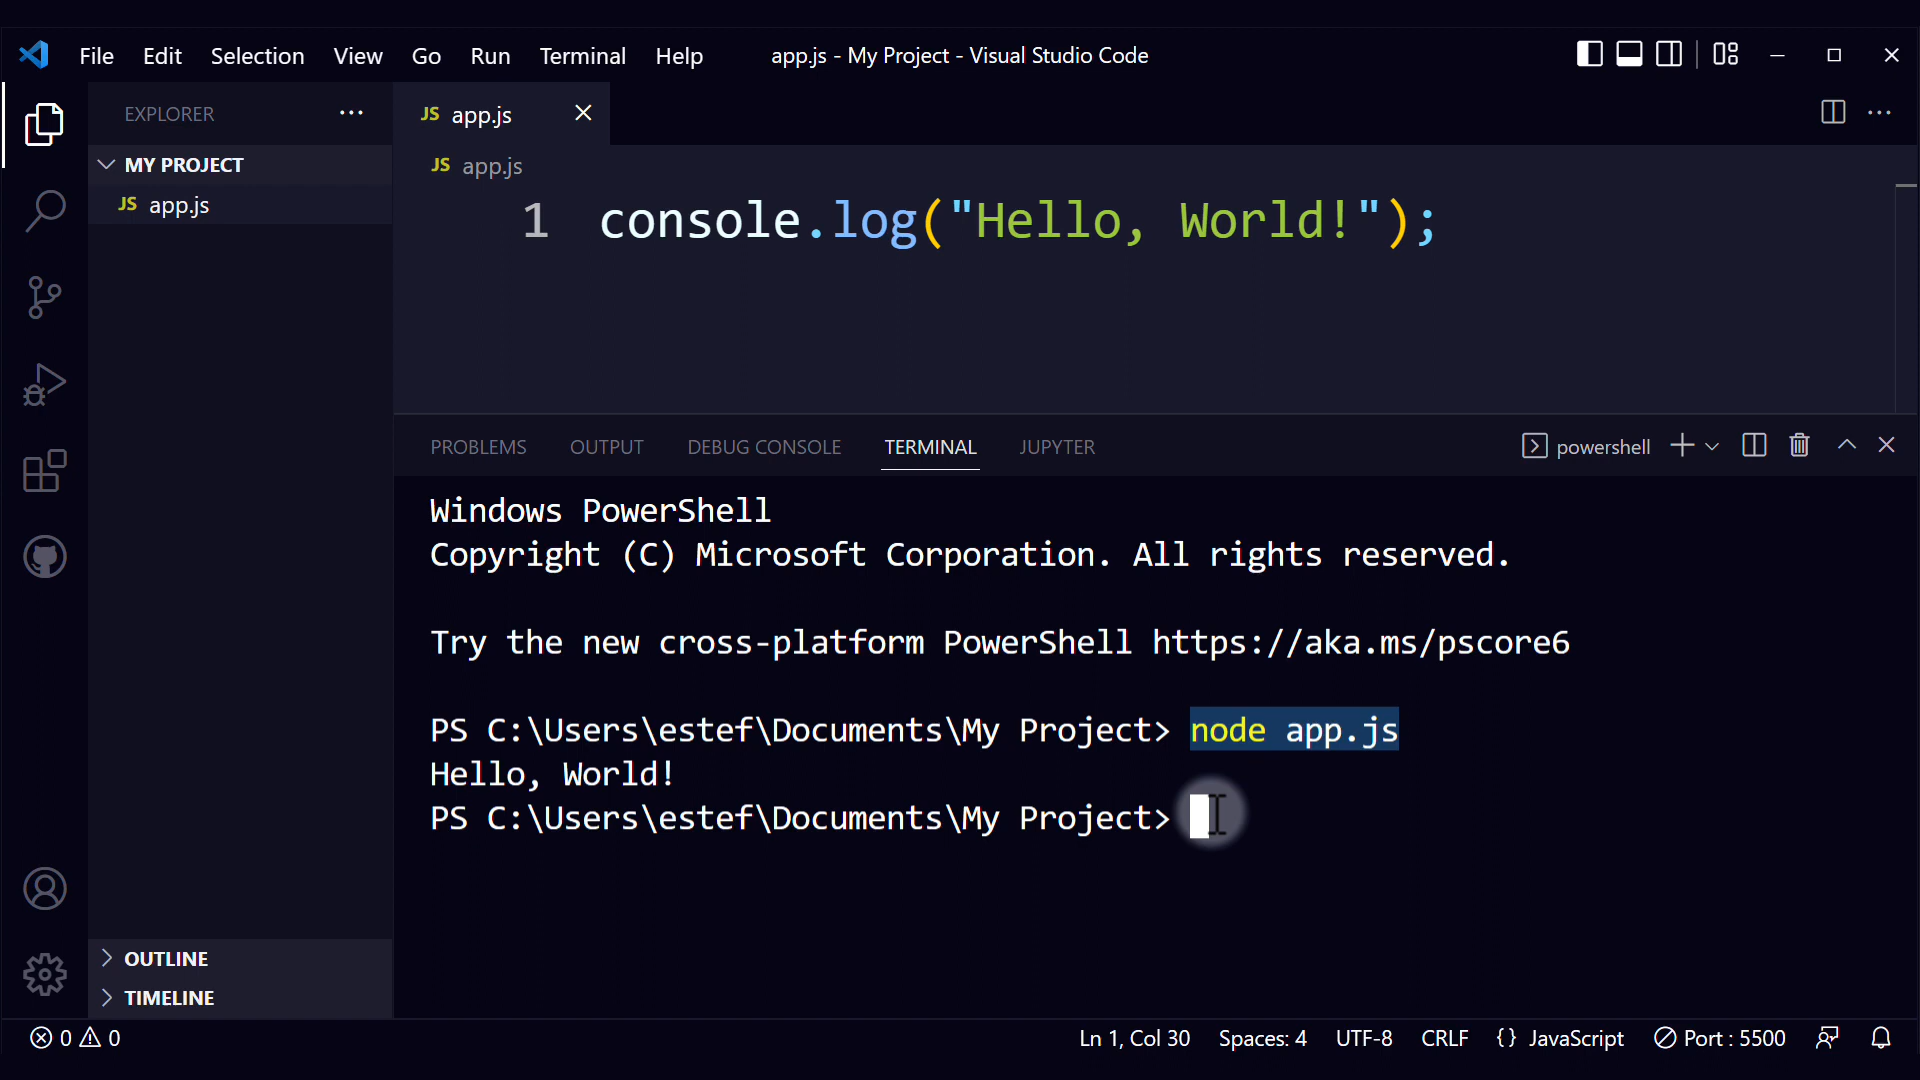 File Edit Selection View Go Run Terminal Help app.js - My Project - Visual Studio Code
EXPLORER ···
MY PROJECT
JS app.js
OUTLINE
TIMELINE
JS app.js
JS app.js
1 console.log("Hello, World!");
PROBLEMS OUTPUT DEBUG CONSOLE TERMINAL JUPYTER powershell
Windows PowerShell
Copyright (C) Microsoft Corporation. All rights reserved.
Try the new cross-platform PowerShell https://aka.ms/pscore6
PS C:\Users\estef\Documents\My Project> node app.js
Hello, World!
PS C:\Users\estef\Documents\My Project>
0 0 Ln 1, Col 30 Spaces: 4 UTF-8 CRLF {} JavaScript Port : 5500